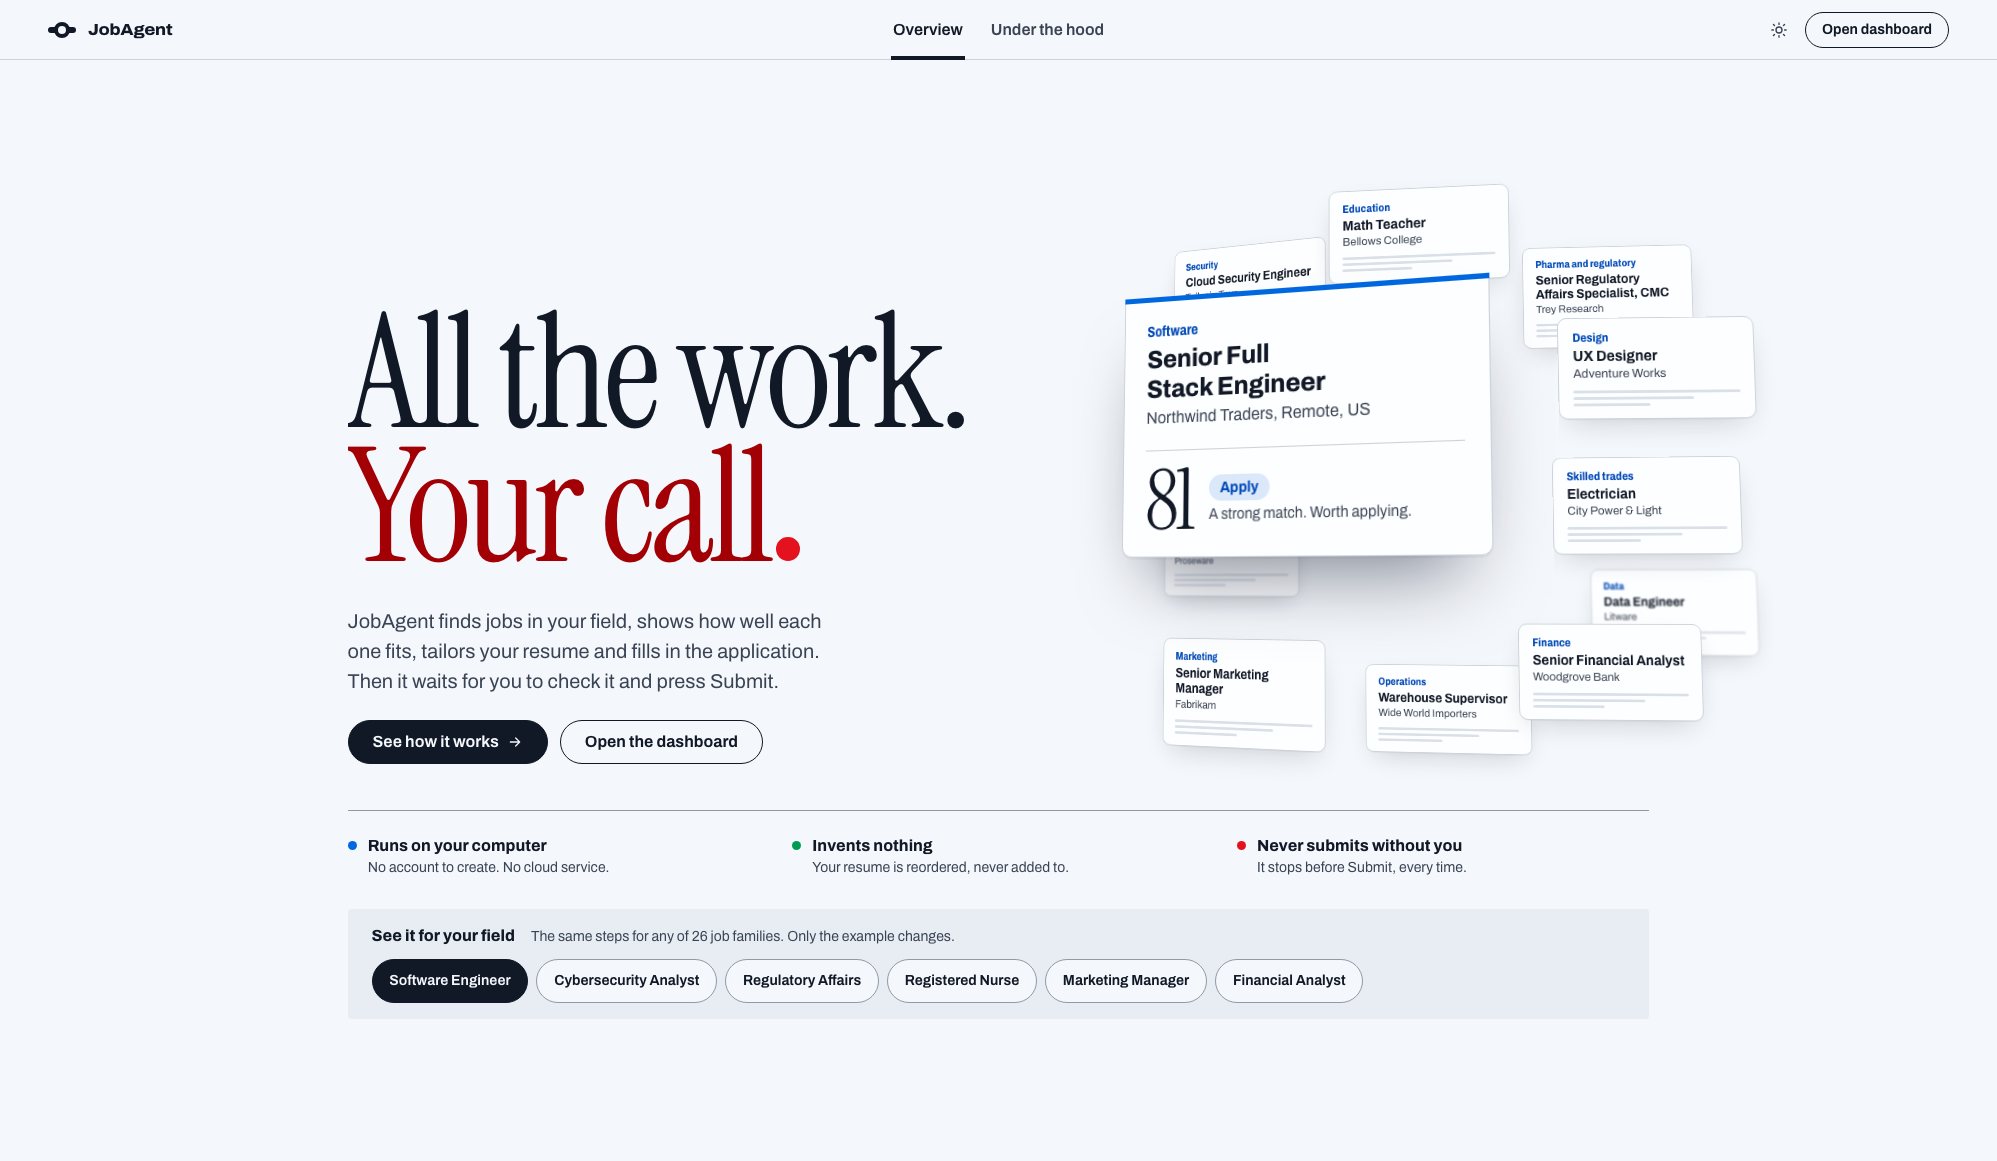 JobAgent
Overview
Under the hood
Open dashboard
All the work.
Your call.
JobAgent finds jobs in your field, shows how well each
one fits, tailors your resume and fills in the application.
Then it waits for you to check it and press Submit.
See how it works →
Open the dashboard
Education
Math Teacher
Bellows College
Security
Cloud Security Engineer
Pharma and regulatory
Senior Regulatory
Affairs Specialist, CMC
Trey Research
Software
Senior Full
Stack Engineer
Northwind Traders, Remote, US
81
Apply
A strong match. Worth applying.
Design
UX Designer
Adventure Works
Skilled trades
Electrician
City Power & Light
Proseware
Data
Data Engineer
Litware
Marketing
Senior Marketing
Manager
Fabrikam
Operations
Warehouse Supervisor
Wide World Importers
Finance
Senior Financial Analyst
Woodgrove Bank
Runs on your computer
No account to create. No cloud service.
Invents nothing
Your resume is reordered, never added to.
Never submits without you
It stops before Submit, every time.
See it for your field
The same steps for any of 26 job families. Only the example changes.
Software Engineer
Cybersecurity Analyst
Regulatory Affairs
Registered Nurse
Marketing Manager
Financial Analyst